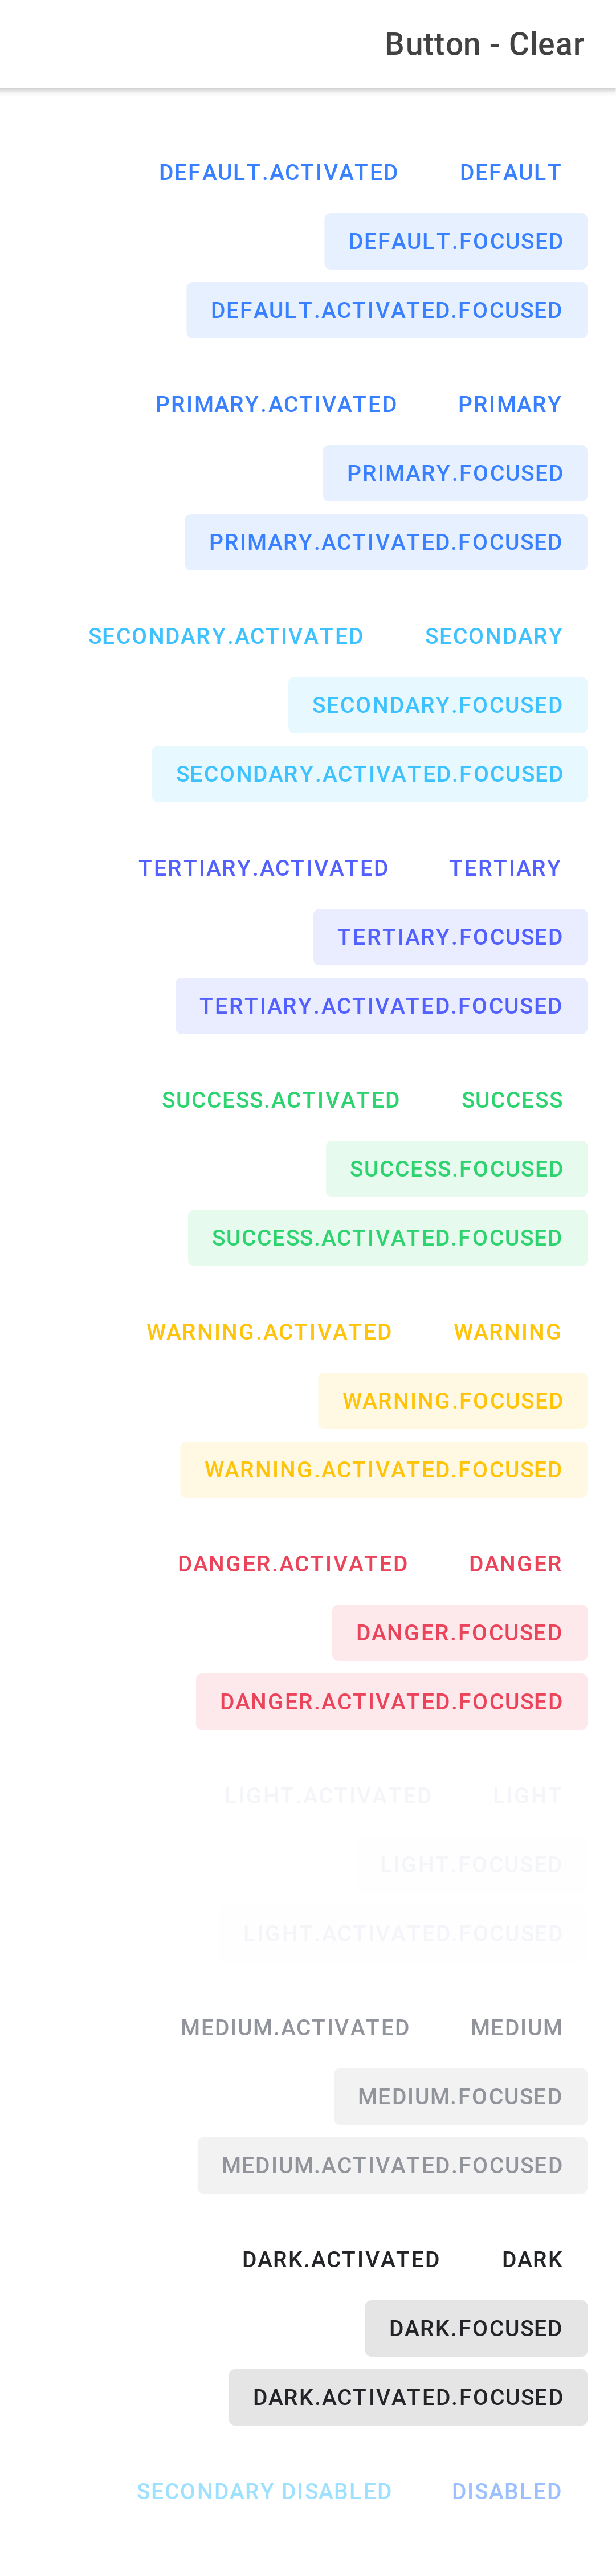 Button - Clear
DEFAULT.ACTIVATED DEFAULT
DEFAULT.FOCUSED
DEFAULT.ACTIVATED.FOCUSED
PRIMARY.ACTIVATED PRIMARY
PRIMARY.FOCUSED
PRIMARY.ACTIVATED.FOCUSED
SECONDARY.ACTIVATED SECONDARY
SECONDARY.FOCUSED
SECONDARY.ACTIVATED.FOCUSED
TERTIARY.ACTIVATED TERTIARY
TERTIARY.FOCUSED
TERTIARY.ACTIVATED.FOCUSED
SUCCESS.ACTIVATED SUCCESS
SUCCESS.FOCUSED
SUCCESS.ACTIVATED.FOCUSED
WARNING.ACTIVATED WARNING
WARNING.FOCUSED
WARNING.ACTIVATED.FOCUSED
DANGER.ACTIVATED DANGER
DANGER.FOCUSED
DANGER.ACTIVATED.FOCUSED
LIGHT.ACTIVATED LIGHT
LIGHT.FOCUSED
LIGHT.ACTIVATED.FOCUSED
MEDIUM.ACTIVATED MEDIUM
MEDIUM.FOCUSED
MEDIUM.ACTIVATED.FOCUSED
DARK.ACTIVATED DARK
DARK.FOCUSED
DARK.ACTIVATED.FOCUSED
SECONDARY DISABLED DISABLED